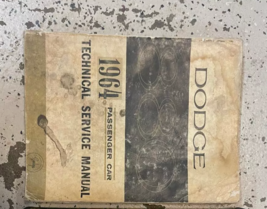 DODGE
1964 PASSENGER CAR
TECHNICAL SERVICE MANUAL